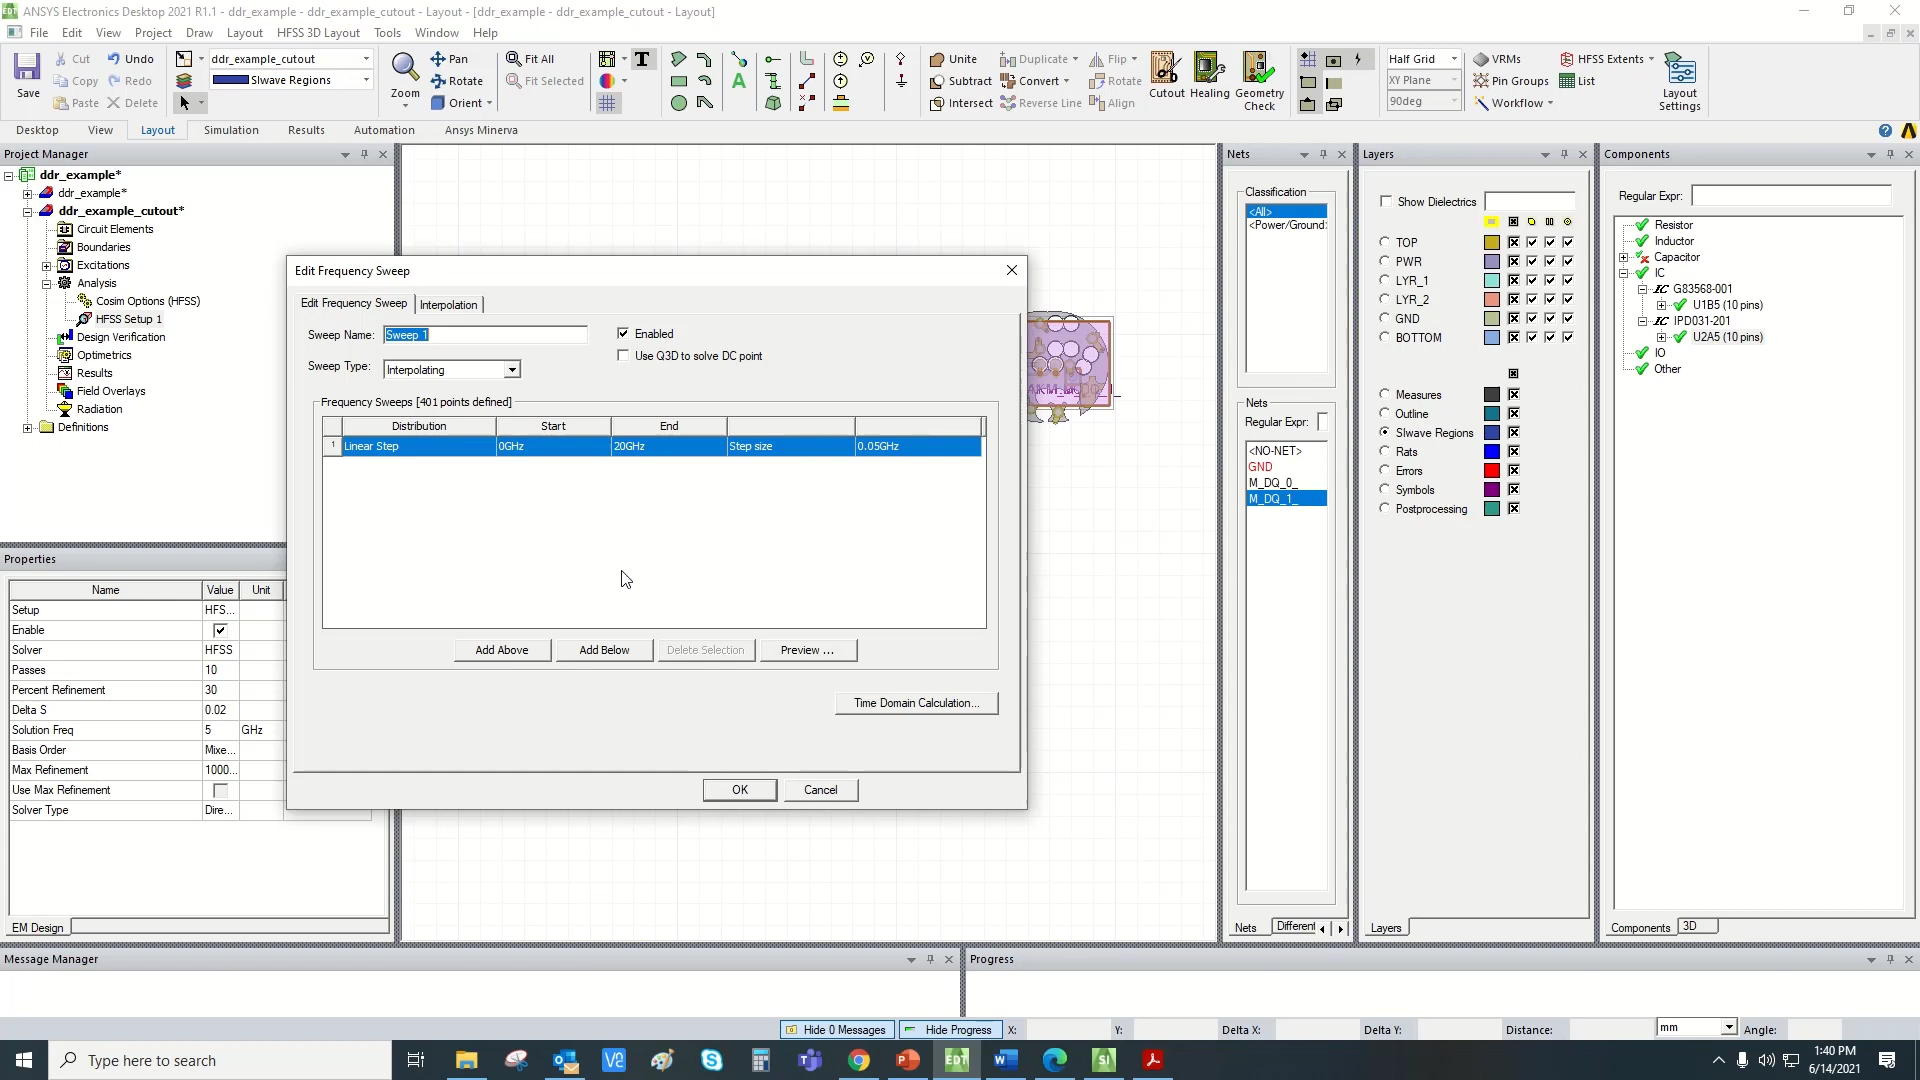 ANSYS Electronics Desktop 2021 R1.1 - ddr_example - ddr_example_cutout - Layout - [ddr_example - ddr_example_cutout - Layout]
File Edit View Project Draw Layout HFSS 3D Layout Tools Window Help
Save
Cut Undo
Copy Redo
Paste Delete
ddr_example_cutout
SIwave Regions
Zoom
Pan
Rotate
Orient
Fit All
Fit Selected
Unite
Subtract
Intersect
Duplicate
Convert
Reverse Line
Flip
Rotate
Align
Cutout
Healing
Geometry
Check
Half Grid
XY Plane
90deg
VRMs
Pin Groups
Workflow
HFSS Extents
List
Layout
Settings
Desktop View Layout Simulation Results Automation Ansys Minerva
Project Manager
ddr_example*
ddr_example*
ddr_example_cutout*
Circuit Elements
Boundaries
Excitations
Analysis
Cosim Options (HFSS)
HFSS Setup 1
Design Verification
Optimetrics
Results
Field Overlays
Radiation
Definitions
Properties
Name Value Unit
Setup HFS...
Enable
Solver HFSS
Passes 10
Percent Refinement 30
Delta S 0.02
Solution Freq 5 GHz
Basis Order Mixe...
Max Refinement 1000...
Use Max Refinement
Solver Type Dire...
EM Design
Edit Frequency Sweep
Edit Frequency Sweep Interpolation
Sweep Name: Sweep 1
Enabled
Use Q3D to solve DC point
Sweep Type: Interpolating
Frequency Sweeps [401 points defined]
Distribution Start End
1 Linear Step 0GHz 20GHz Step size 0.05GHz
Add Above Add Below Delete Selection Preview ...
Time Domain Calculation...
OK Cancel
Nets
Classification
<All>
<Power/Ground>
Nets
Regular Expr:
<NO-NET>
GND
M_DQ_0_
M_DQ_1_
Nets Different
Layers
Show Dielectrics
TOP
PWR
LYR_1
LYR_2
GND
BOTTOM
Measures
Outline
SIwave Regions
Rats
Errors
Symbols
Postprocessing
Layers
Components
Regular Expr:
Resistor
Inductor
Capacitor
IC
G83568-001
U1B5 (10 pins)
IPD031-201
U2A5 (10 pins)
IO
Other
Components 3D
Message Manager
Progress
Hide 0 Messages Hide Progress X: Y: Delta X: Delta Y: Distance: mm Angle:
Type here to search
1:40 PM
6/14/2021